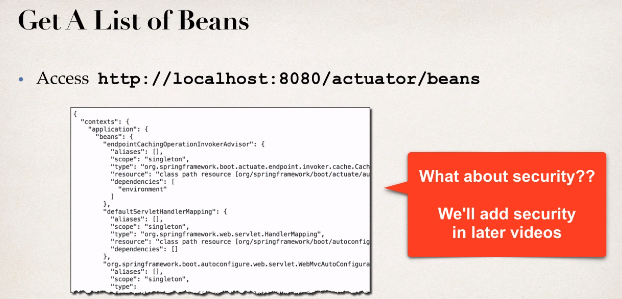 Get A List of Beans
• Access http://localhost:8080/actuator/beans
{
"contexts": {
"application": {
"beans": {
"endpointCachingOperationInvokerAdvisor": {
"aliases": [],
"scope": "singleton",
"type": "org.springframework.boot.actuate.endpoint.invoker.cache.Cach
"resource": "class path resource [org/springframework/boot/actuate/au
"dependencies": [
"environment"
]
},
"defaultServletHandlerMapping": {
"aliases": [],
"scope": "singleton",
"type": "org.springframework.web.servlet.HandlerMapping",
"resource": "class path resource [org/springframework/boot/autoconfig
"dependencies": []
},
"org.springframework.boot.autoconfigure.web.servlet.WebMvcAutoConfigura
"aliases": [],
"scope": "singleton",
"type":
What about security??
We'll add security
in later videos